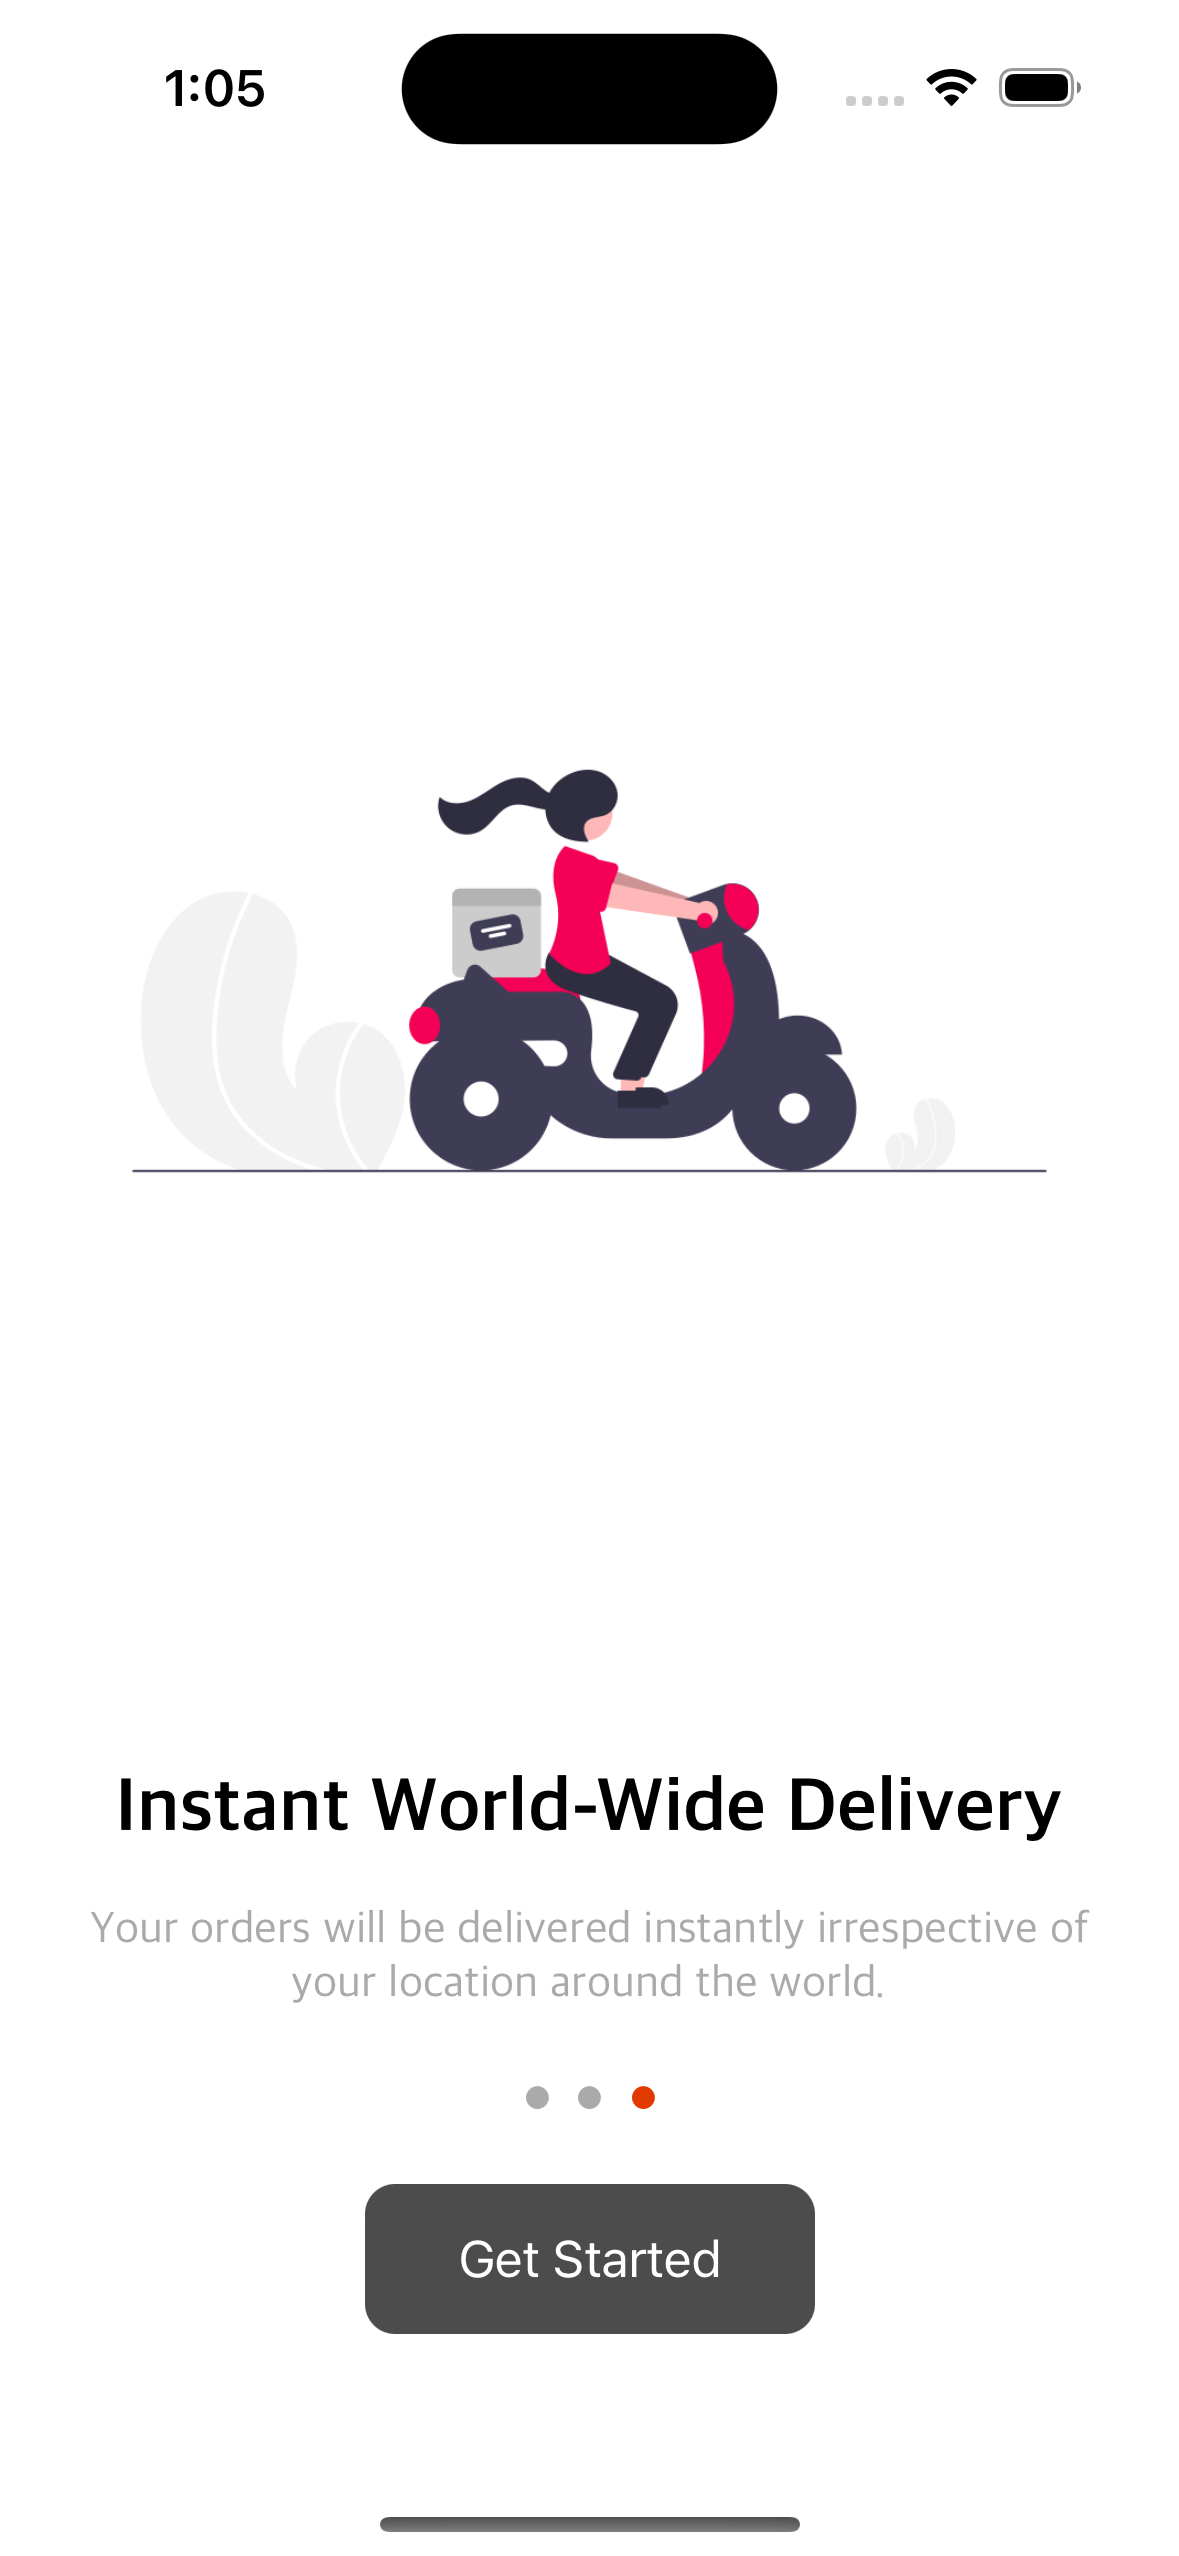 1:05
Instant World-Wide Delivery
Your orders will be delivered instantly irrespective of
your location around the world.
Get Started